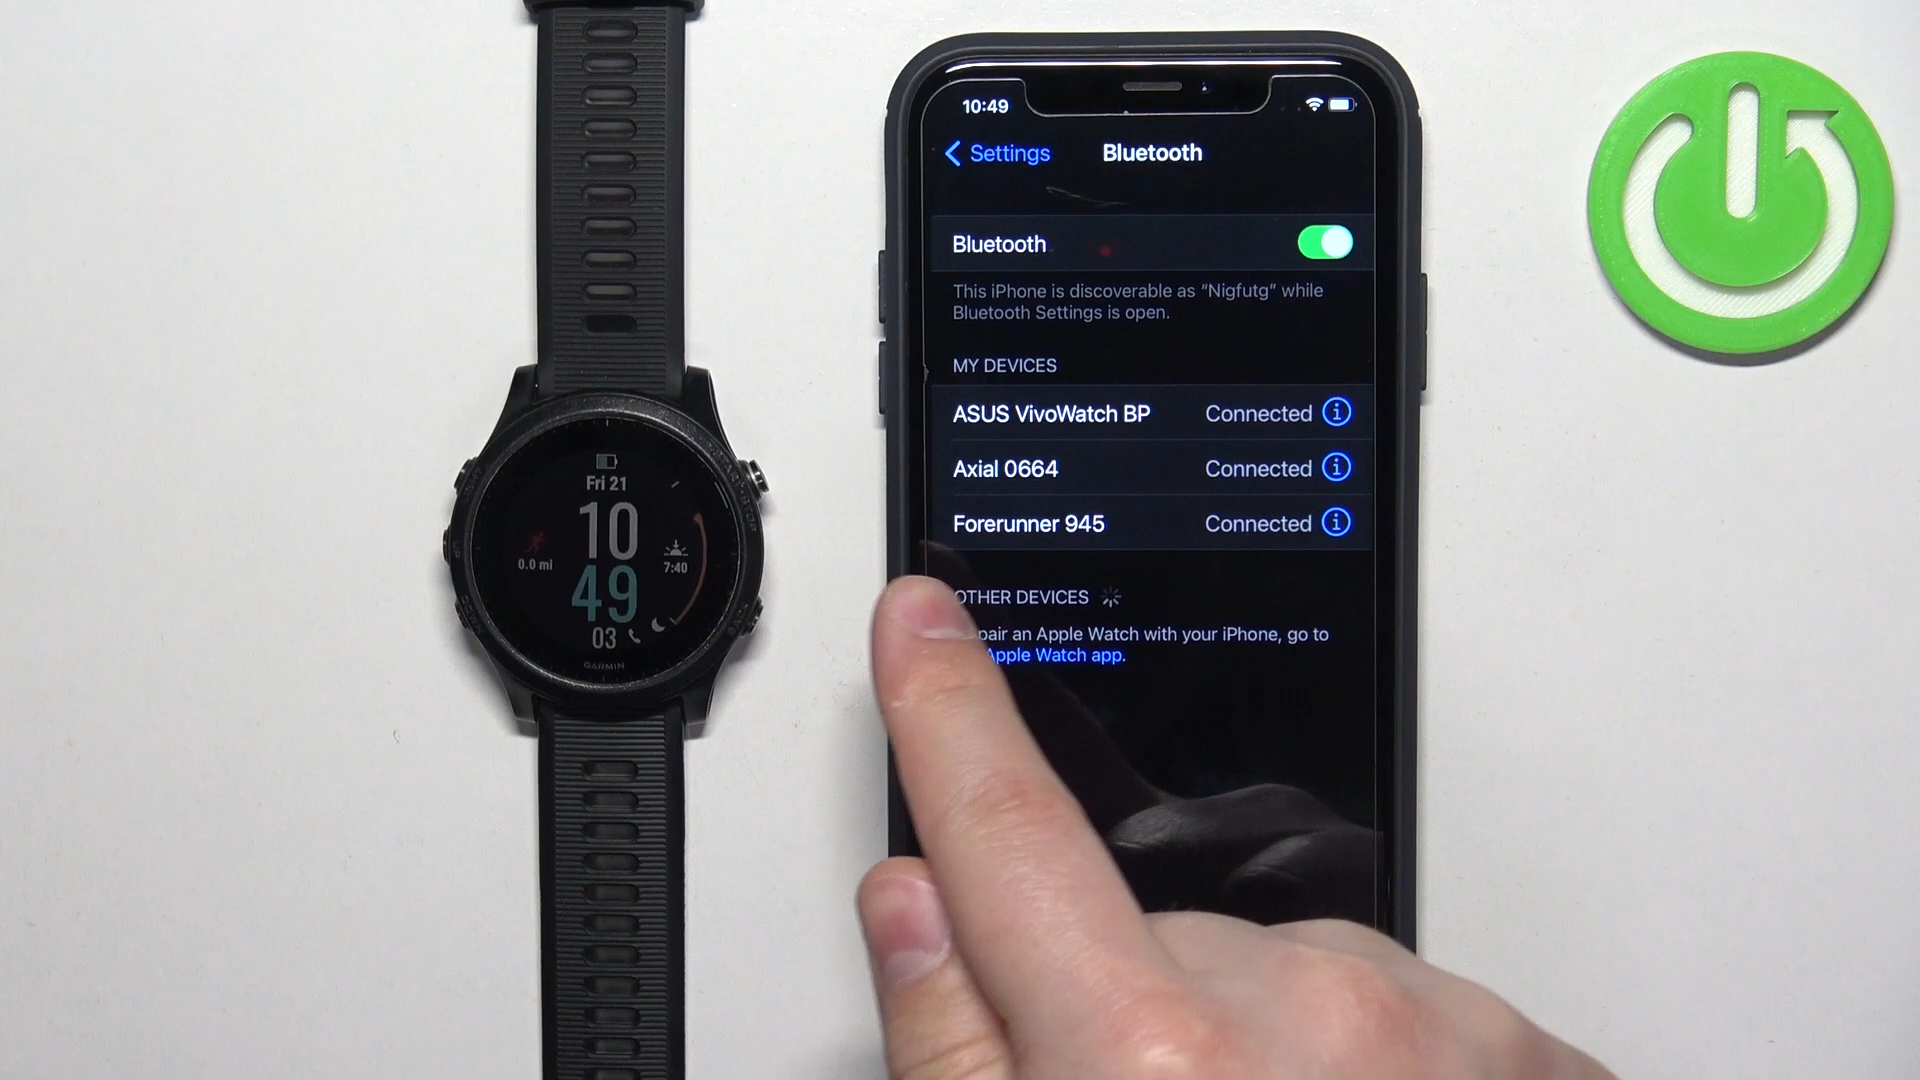 Fri 21
10
49
03
0.0 mi
7:40
GARMIN
10:49
Settings
Bluetooth
Bluetooth
This iPhone is discoverable as “Nigfutg” while
Bluetooth Settings is open.
MY DEVICES
ASUS VivoWatch BP Connected
Axial 0664 Connected
Forerunner 945 Connected
OTHER DEVICES
pair an Apple Watch with your iPhone, go to
Apple Watch app.